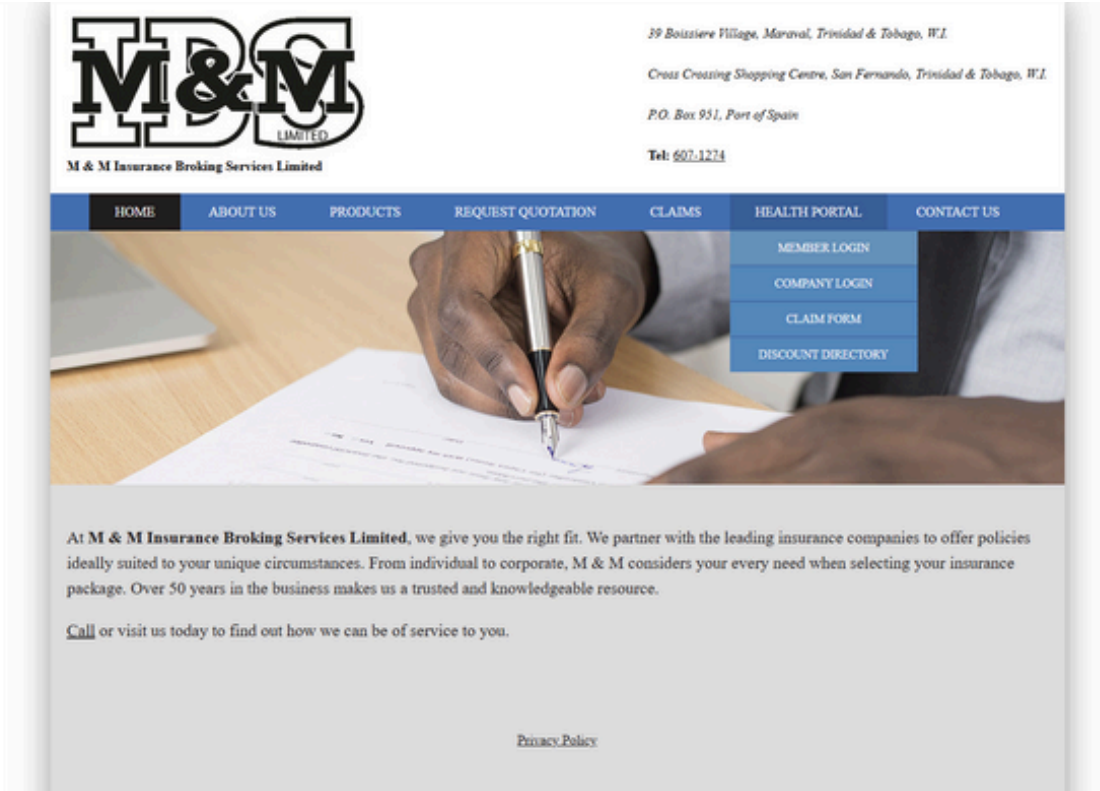 IBS
M&M
LIMITED
M & M Insurance Broking Services Limited
39 Boissiere Village, Maraval, Trinidad & Tobago, W.I.
Cross Crossing Shopping Centre, San Fernando, Trinidad & Tobago, W.I.
P.O. Box 951, Port of Spain
Tel: 607-1274
HOME ABOUT US PRODUCTS REQUEST QUOTATION CLAIMS HEALTH PORTAL CONTACT US
MEMBER LOGIN
COMPANY LOGIN
CLAIM FORM
DISCOUNT DIRECTORY
At M & M Insurance Broking Services Limited, we give you the right fit. We partner with the leading insurance companies to offer policies
ideally suited to your unique circumstances. From individual to corporate, M & M considers your every need when selecting your insurance
package. Over 50 years in the business makes us a trusted and knowledgeable resource.
Call or visit us today to find out how we can be of service to you.
Privacy Policy